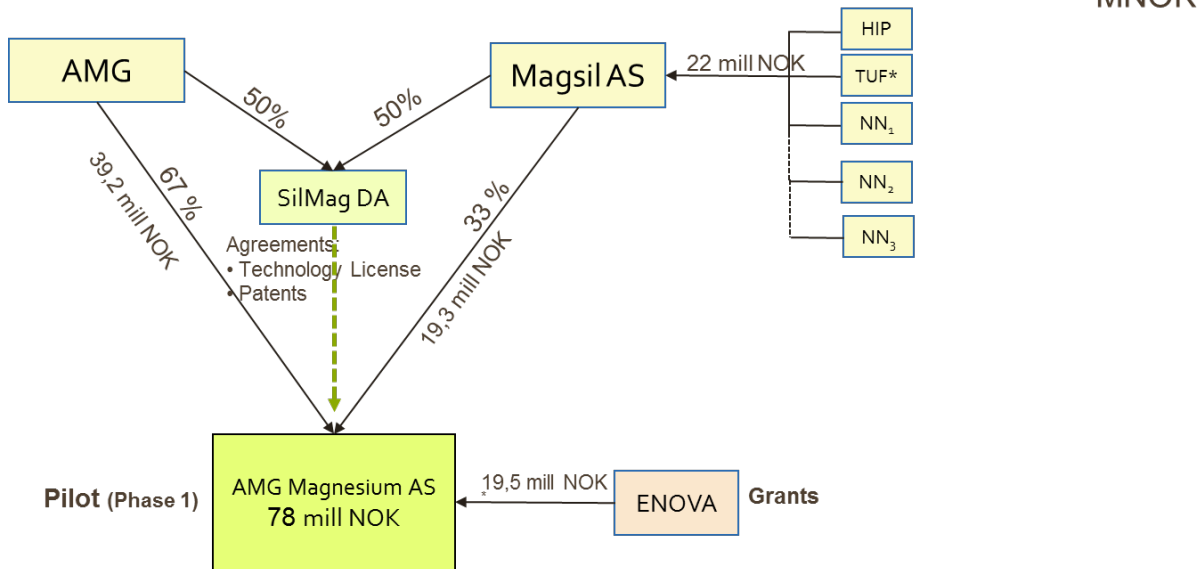 MNOK
HIP
AMG
Magsil AS
22 mill NOK
TUF*
NN₁
50%
50%
NN₂
SilMag DA
67 %
39,2 mill NOK
33 %
19,3 mill NOK
NN₃
Agreements:
• Technology License
• Patents
Pilot (Phase 1)
AMG Magnesium AS
78 mill NOK
19,5 mill NOK
*
ENOVA
Grants